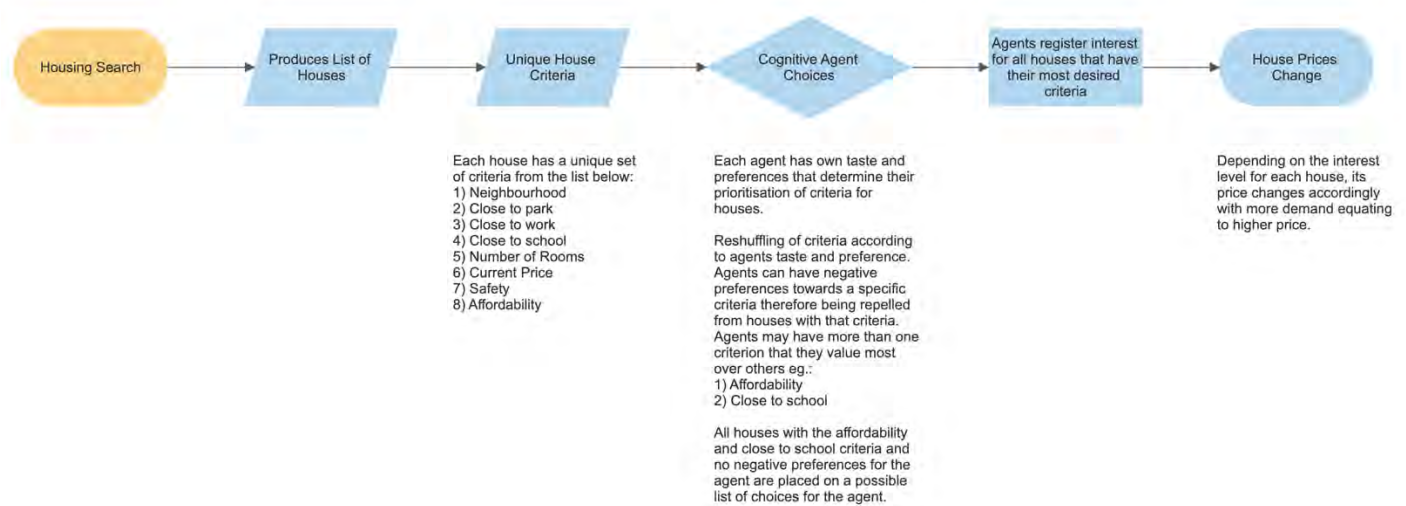 Housing Search
Produces List of
Houses
Unique House
Criteria
Cognitive Agent
Choices
Agents register interest
for all houses that have
their most desired
criteria
House Prices
Change
Each house has a unique set
of criteria from the list below:
1) Neighbourhood
2) Close to park
3) Close to work
4) Close to school
5) Number of Rooms
6) Current Price
7) Safety
8) Affordability
Each agent has own taste and
preferences that determine their
prioritisation of criteria for
houses.
Reshuffling of criteria according
to agents taste and preference.
Agents can have negative
preferences towards a specific
criteria therefore being repelled
from houses with that criteria.
Agents may have more than one
criterion that they value most
over others eg.:
1) Affordability
2) Close to school
All houses with the affordability
and close to school criteria and
no negative preferences for the
agent are placed on a possible
list of choices for the agent.
Depending on the interest
level for each house, its
price changes accordingly
with more demand equating
to higher price.